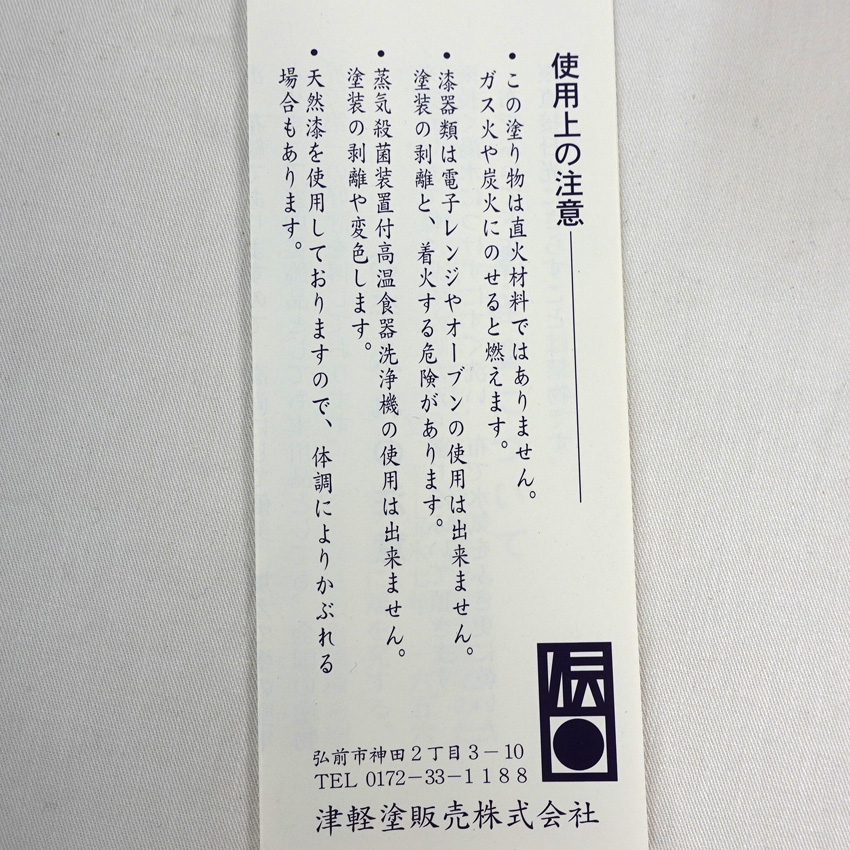 使用上の注意
• この塗り物は直火材料ではありません。
ガス火や炭火にのせると燃えます。
• 漆器類は電子レンジやオーブンの使用は出来ません。
塗装の剥離と、着火する危険があります。
• 蒸気殺菌装置付高温食器洗浄機の使用は出来ません。
塗装の剥離や変色します。
• 天然漆を使用しておりますので、体調によりかぶれる
場合もあります。
弘前市神田2丁目3−10
TEL 0172−33−1188
津軽塗販売株式会社